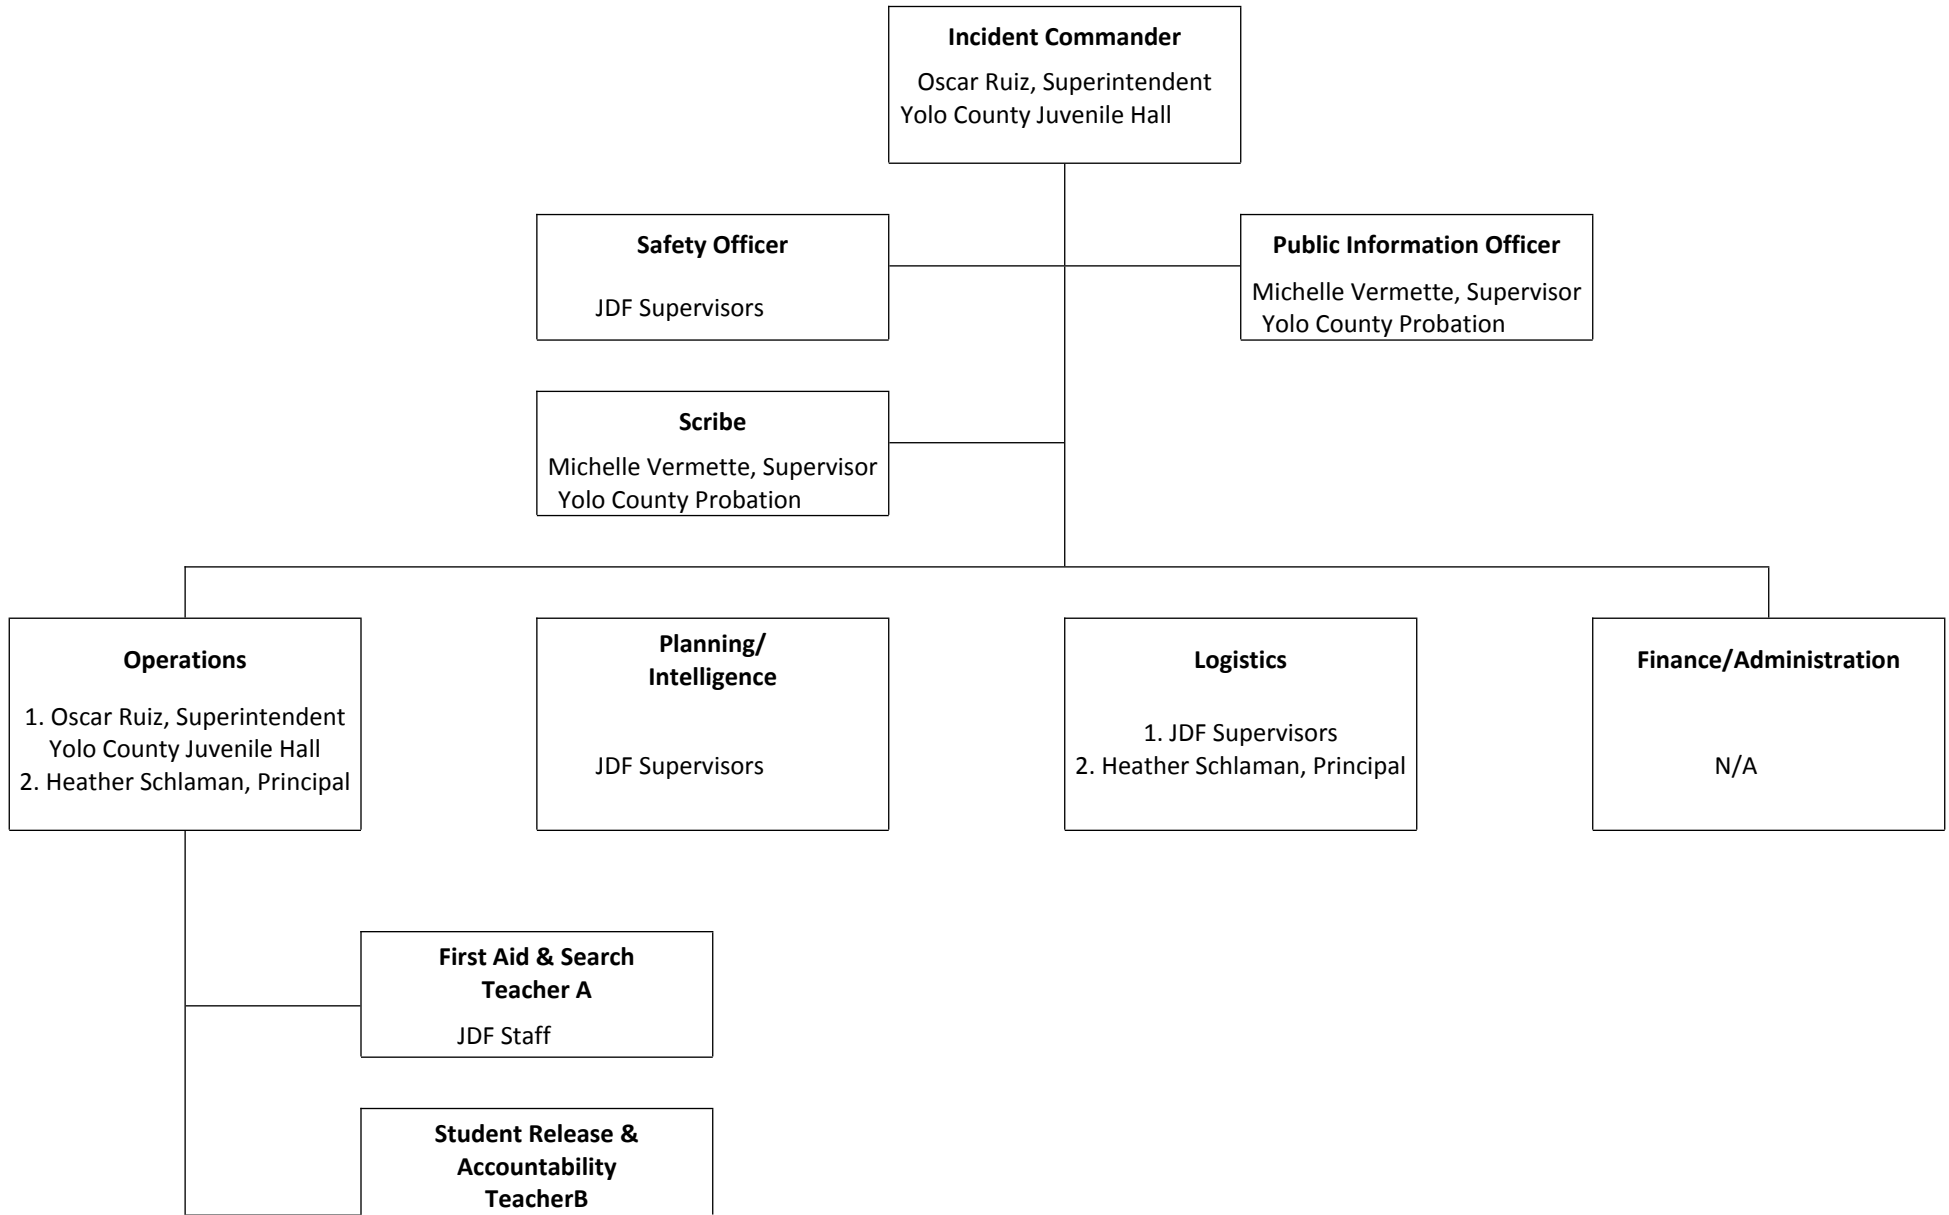 Incident Commander
Oscar Ruiz, Superintendent
Yolo County Juvenile Hall
Safety Officer
JDF Supervisors
Public Information Officer
Michelle Vermette, Supervisor
Yolo County Probation
Scribe
Michelle Vermette, Supervisor
Yolo County Probation
Operations
1. Oscar Ruiz, Superintendent
Yolo County Juvenile Hall
2. Heather Schlaman, Principal
Planning/
Intelligence
JDF Supervisors
Logistics
1. JDF Supervisors
2. Heather Schlaman, Principal
Finance/Administration
N/A
First Aid & Search
Teacher A
JDF Staff
Student Release &
Accountability
TeacherB